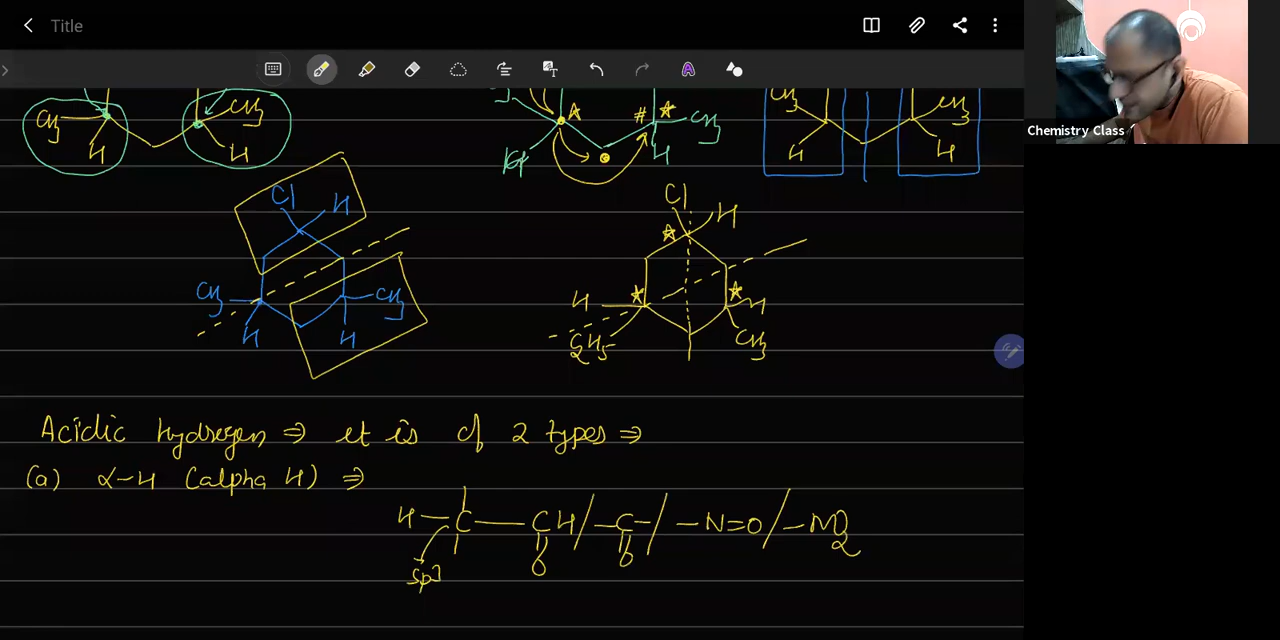 Title
CH3
CH3
H
H
A
#
CH3
H
CH3
CH3
H
H
Chemistry Class
Cl
H
CH3
H
CH3
H
Cl
H
H
C2H5
H
CH3
Acidic hydrogen ⇒ it is of 2 types ⇒
(a) α-H (alpha H) ⇒
H — C — CH / — C — / — N=O / — NO2
O
O
sp3